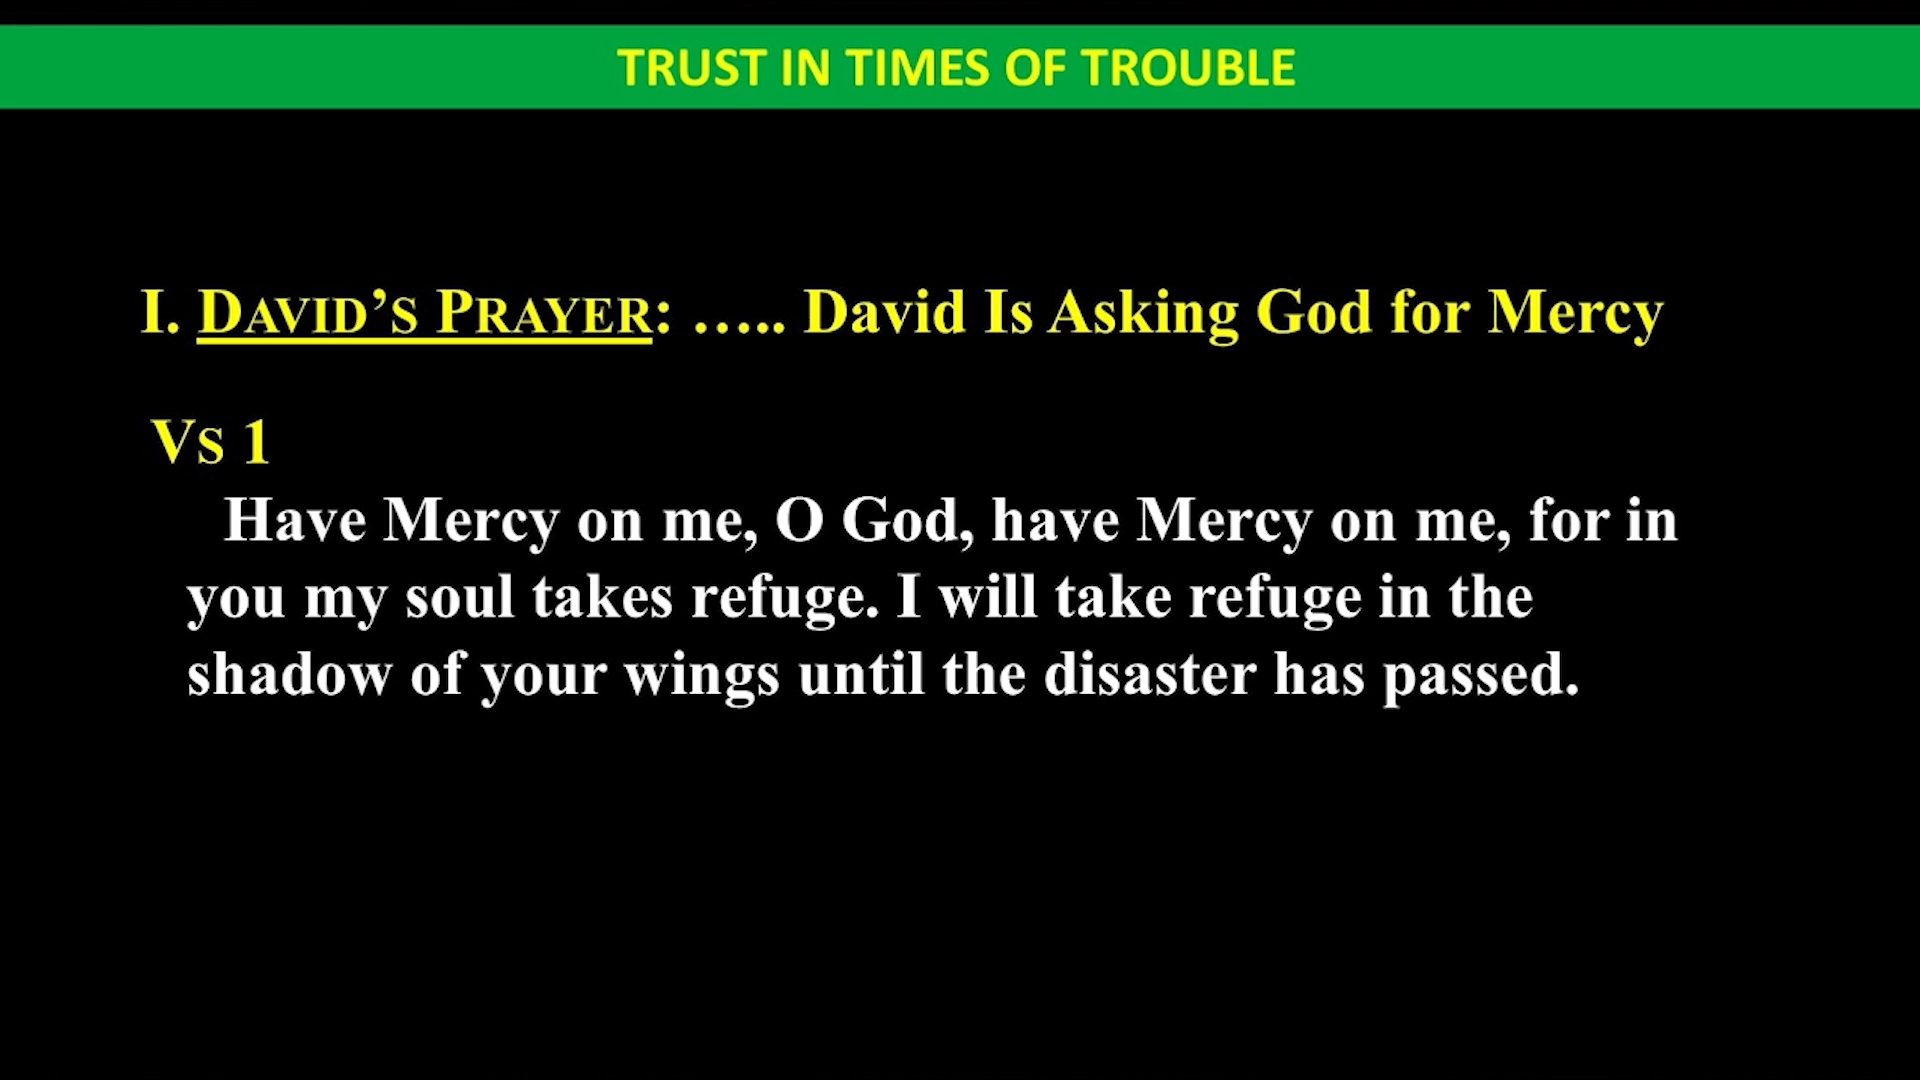 TRUST IN TIMES OF TROUBLE
I. DAVID’S PRAYER: ….. David Is Asking God for Mercy
VS 1
Have Mercy on me, O God, have Mercy on me, for in
you my soul takes refuge. I will take refuge in the
shadow of your wings until the disaster has passed.